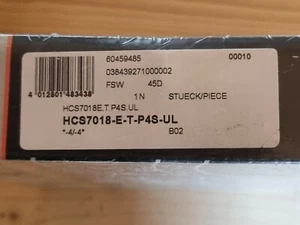 60459485 00010
038439271000002
FSW 45D
4 012801 483438
1 N STUECK/PIECE
HCS7018E.T.P4S.UL
HCS7018-E-T-P4S-UL
"-4/-4" B02